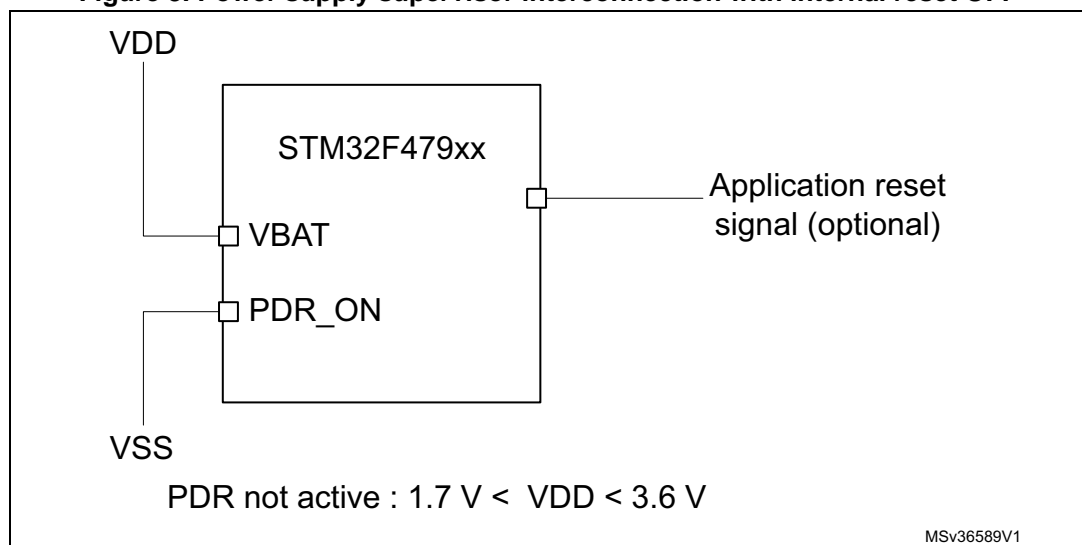 VDD
STM32F479xx
Application reset
signal (optional)
VBAT
PDR_ON
VSS
PDR not active : 1.7 V < VDD < 3.6 V
MSv36589V1